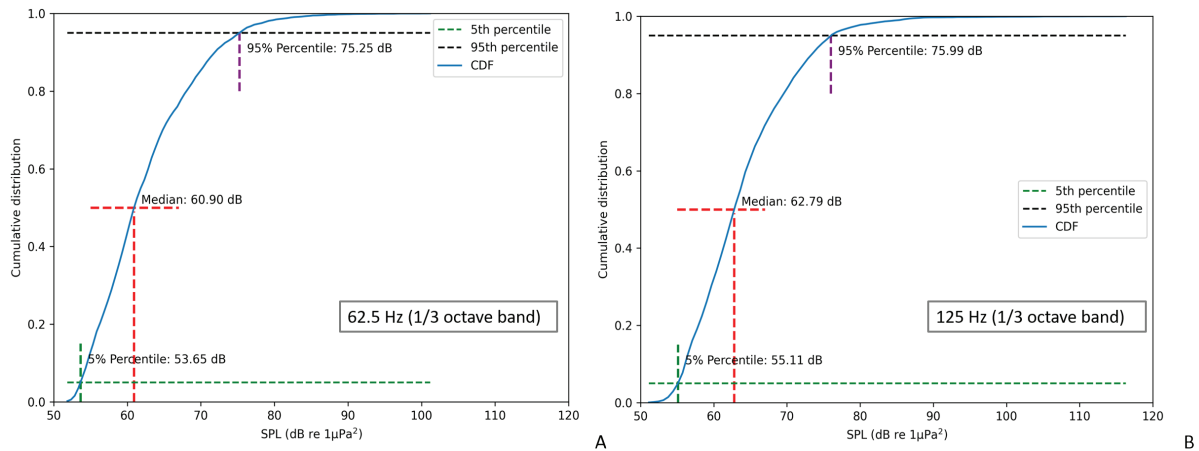 1.0
0.8
0.6
0.4
0.2
0.0
Cumulative distribution
50
60
70
80
90
100
110
120
SPL (dB re 1μPa²)
95% Percentile: 75.25 dB
Median: 60.90 dB
5% Percentile: 53.65 dB
5th percentile
95th percentile
CDF
62.5 Hz (1/3 octave band)
A
1.0
0.8
0.6
0.4
0.2
0.0
Cumulative distribution
50
60
70
80
90
100
110
120
SPL (dB re 1μPa²)
95% Percentile: 75.99 dB
Median: 62.79 dB
5% Percentile: 55.11 dB
5th percentile
95th percentile
CDF
125 Hz (1/3 octave band)
B